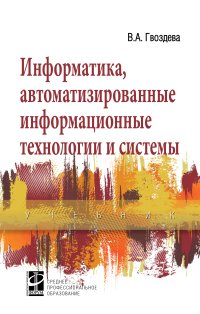 В.А. Гвоздева
Информатика,
автоматизированные
информационные
технологии и системы
УЧЕБНИК
СРЕДНЕЕ
ПРОФЕССИОНАЛЬНОЕ
ОБРАЗОВАНИЕ